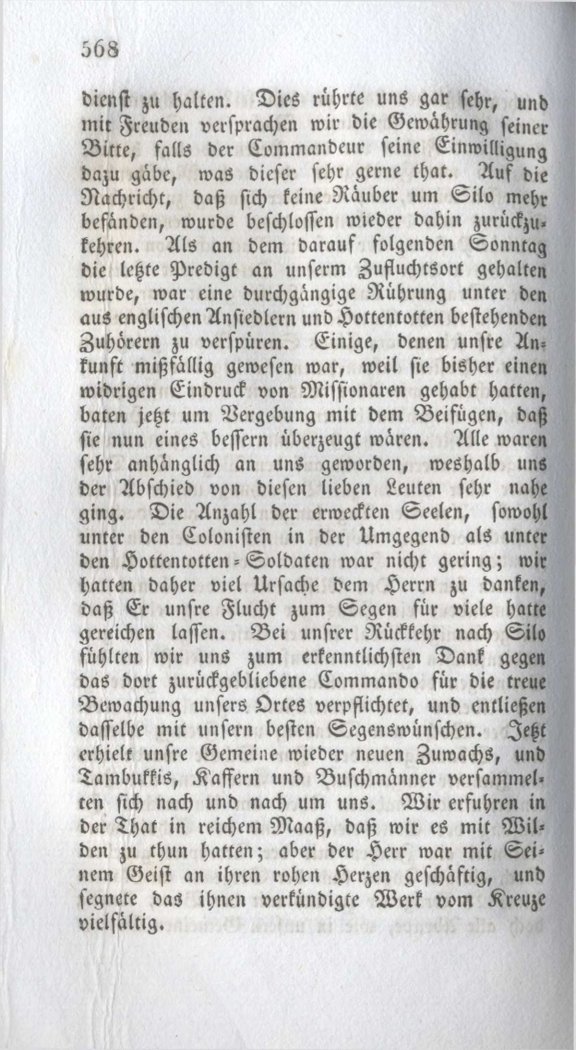 568
dienst zu halten. Dies rührte uns gar sehr, und
mit Freuden versprachen wir die Gewährung seiner
Bitte, falls der Commandeur seine Einwilligung
dazu gäbe, was dieser sehr gerne that. Auf die
Nachricht, daß sich keine Räuber um Silo mehr
befänden, wurde beschlossen wieder dahin zurückzu-
kehren. Als an dem darauf folgenden Sonntag
die letzte Predigt an unserm Zufluchtsort gehalten
wurde, war eine durchgängige Rührung unter den
aus englischen Ansiedlern und Hottentotten bestehenden
Zuhörern zu verspüren. Einige, denen unsre An-
kunft mißfällig gewesen war, weil sie bisher einen
widrigen Eindruck von Missionaren gehabt hatten,
baten jetzt um Vergebung mit dem Beifügen, daß
sie nun eines bessern überzeugt wären. Alle waren
sehr anhänglich an uns geworden, weshalb uns
der Abschied von diesen lieben Leuten sehr nahe
ging. Die Anzahl der erweckten Seelen, sowohl
unter den Colonisten in der Umgegend als unter
den Hottentotten-Soldaten war nicht gering; wir
hatten daher viel Ursache dem Herrn zu danken,
daß Er unsre Flucht zum Segen für viele hatte
gereichen lassen. Bei unsrer Rückkehr nach Silo
fühlten wir uns zum erkenntlichsten Dank gegen
das dort zurückgebliebene Commando für die treue
Bewachung unsers Ortes verpflichtet, und entließen
dasselbe mit unsern besten Segenswünschen. Jetzt
erhielt unsre Gemeine wieder neuen Zuwachs, und
Tambukkis, Kaffern und Buschmänner versammel-
ten sich nach und nach um uns. Wir erfuhren in
der That in reichem Maaß, daß wir es mit Wil-
den zu thun hatten; aber der Herr war mit Sei-
nem Geist an ihren rohen Herzen geschäftig, und
segnete das ihnen verkündigte Werk vom Kreuze
vielfältig.